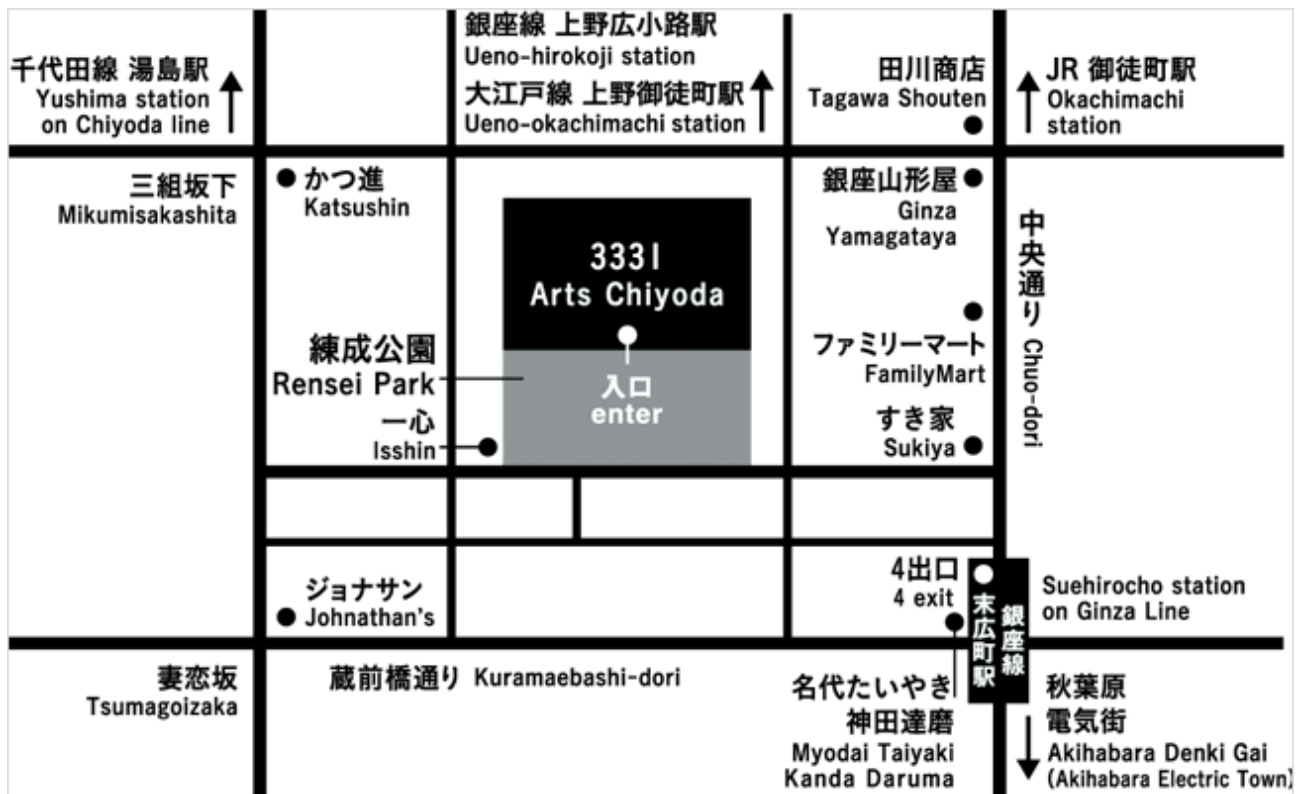 千代田線 湯島駅
Yushima station
on Chiyoda line
銀座線 上野広小路駅
Ueno-hirokoji station
大江戸線 上野御徒町駅
Ueno-okachimachi station
田川商店
Tagawa Shouten
JR 御徒町駅
Okachimachi
station
三組坂下
Mikumisakashita
かつ進
Katsushin
3331
Arts Chiyoda
銀座山形屋
Ginza
Yamagataya
中央通り Chuo-dori
練成公園
Rensei Park
入口
enter
ファミリーマート
FamilyMart
一心
Isshin
すき家
Sukiya
ジョナサン
Johnathan's
4出口
4 exit
銀座線
末広町駅
Suehirocho station
on Ginza Line
妻恋坂
Tsumagoizaka
蔵前橋通り Kuramaebashi-dori
名代たいやき
神田達磨
Myodai Taiyaki
Kanda Daruma
秋葉原
電気街
Akihabara Denki Gai
(Akihabara Electric Town)